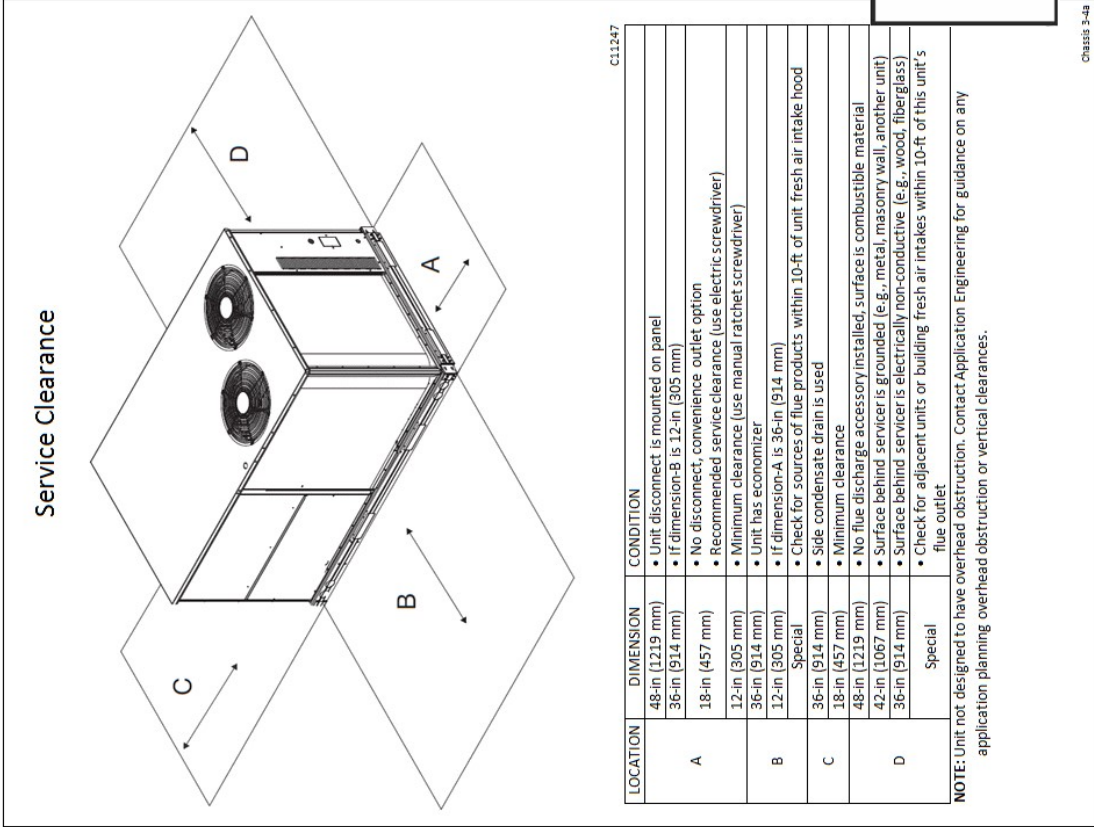 Service Clearance
C
D
B
A
C11247
LOCATION DIMENSION CONDITION
A
48-in (1219 mm) • Unit disconnect is mounted on panel
36-in (914 mm) • If dimension-B is 12-in (305 mm)
18-in (457 mm) • No disconnect, convenience outlet option
• Recommended service clearance (use electric screwdriver)
12-in (305 mm) • Minimum clearance (use manual ratchet screwdriver)
B
36-in (914 mm) • Unit has economizer
12-in (305 mm) • If dimension-A is 36-in (914 mm)
Special • Check for sources of flue products within 10-ft of unit fresh air intake hood
C
36-in (914 mm) • Side condensate drain is used
18-in (457 mm) • Minimum clearance
D
48-in (1219 mm) • No flue discharge accessory installed, surface is combustible material
42-in (1067 mm) • Surface behind servicer is grounded (e.g., metal, masonry wall, another unit)
36-in (914 mm) • Surface behind servicer is electrically non-conductive (e.g., wood, fiberglass)
Special • Check for adjacent units or building fresh air intakes within 10-ft of this unit's
flue outlet
NOTE: Unit not designed to have overhead obstruction. Contact Application Engineering for guidance on any
application planning overhead obstruction or vertical clearances.
Chassis 3-4a